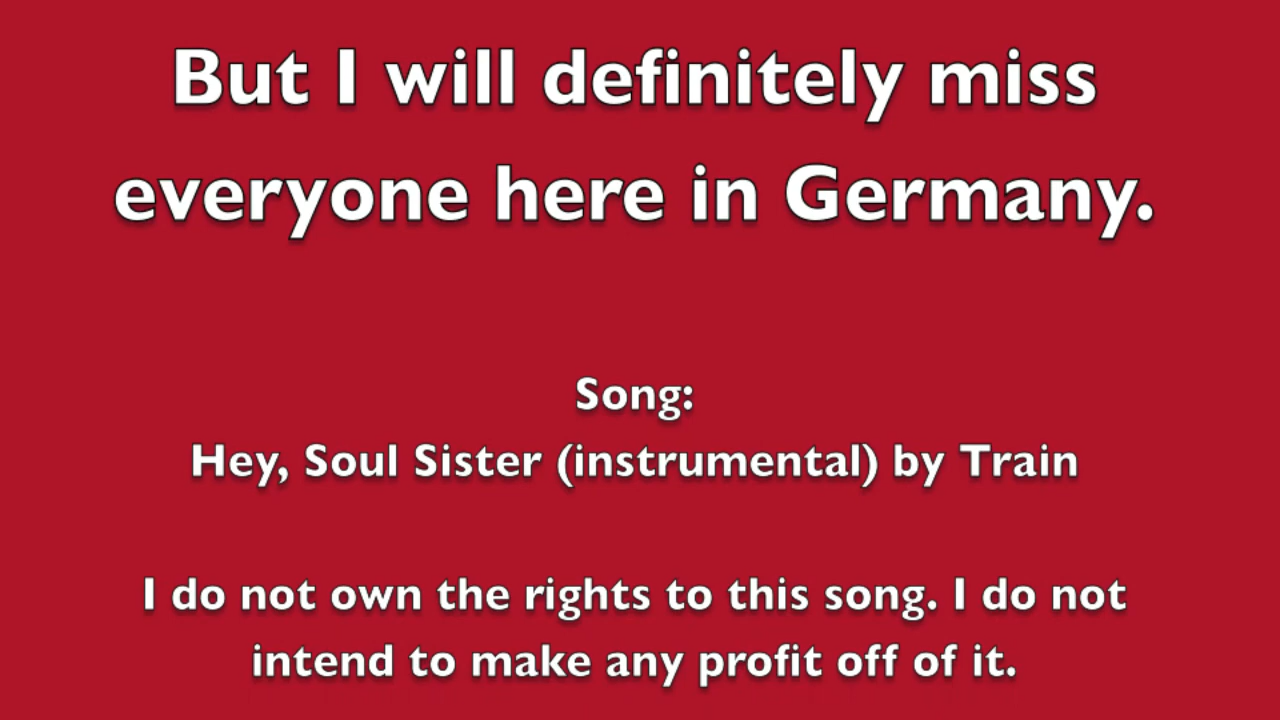 But I will definitely miss
everyone here in Germany.
Song:
Hey, Soul Sister (instrumental) by Train
I do not own the rights to this song. I do not
intend to make any profit off of it.